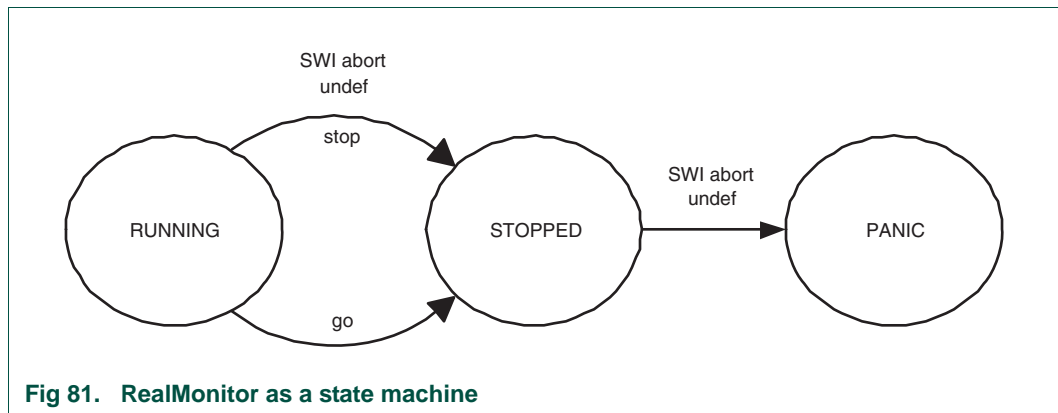 SWI abort
undef
stop
SWI abort
undef
RUNNING
STOPPED
PANIC
go
Fig 81. RealMonitor as a state machine